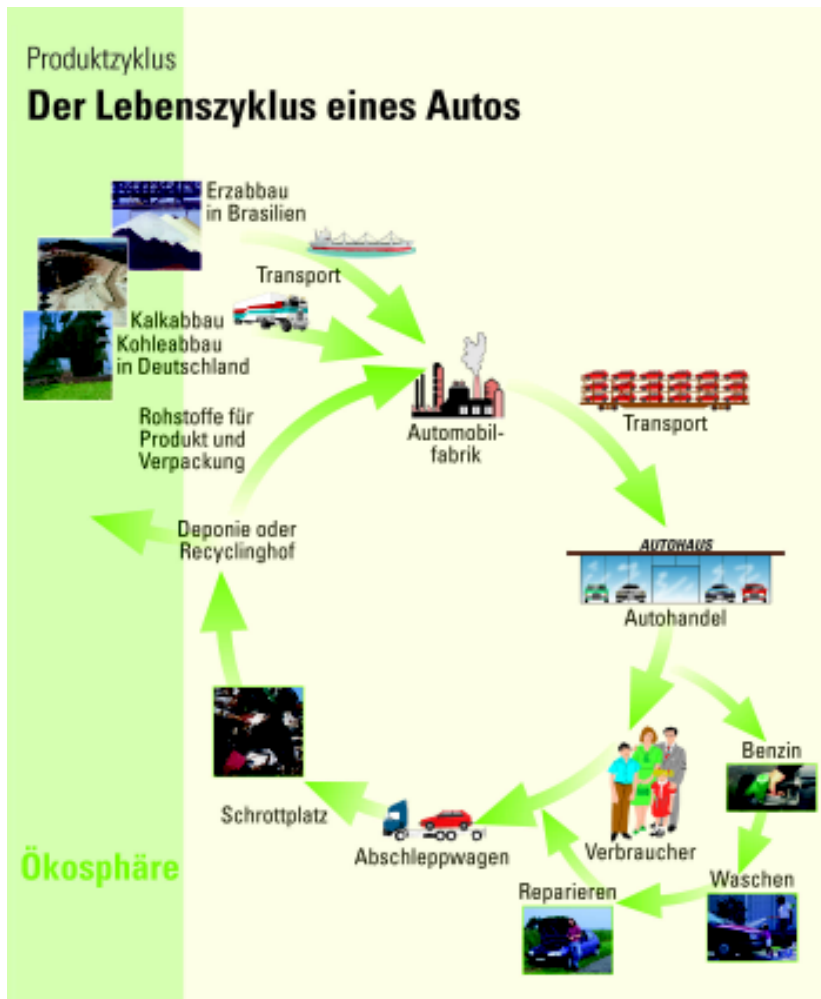 Produktzyklus
Der Lebenszyklus eines Autos
Erzabbau
in Brasilien
Transport
Kalkabbau
Kohleabbau
in Deutschland
Rohstoffe für
Produkt und
Verpackung
Automobil-
fabrik
Transport
Deponie oder
Recyclinghof
AUTOHAUS
Autohandel
Benzin
Schrottplatz
Abschleppwagen
Verbraucher
Waschen
Reparieren
Ökosphäre